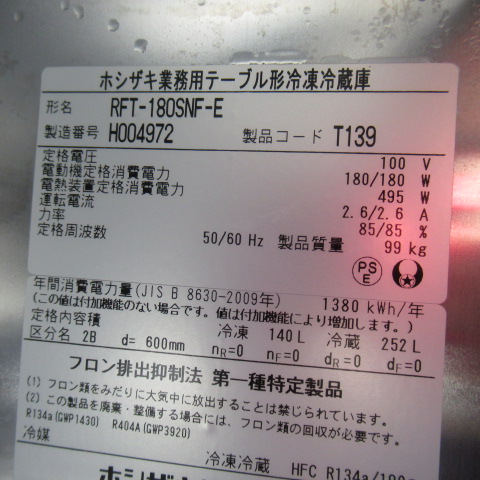 ホシザキ業務用テーブル形冷凍冷蔵庫
形名 RFT-180SNF-E
製造番号 H004972 製品コード T139
定格電圧 100 V
電動機定格消費電力 180/180 W
電熱装置定格消費電力 495 W
運転電流 2.6/2.6 A
力率 85/85 %
定格周波数 50/60 Hz 製品質量 99 kg
PSE
年間消費電力量(JIS B 8630-2009年) 1380 kWh/年
(この値は付加機能のない場合です。値は付加機能により増加します。)
定格内容積 冷凍 140 L 冷蔵 252 L
区分名 2B d= 600mm nR=0 nF=0 dR=0 dF=0
フロン排出抑制法 第一種特定製品
(1) フロン類をみだりに大気中に放出することは禁じられています。
(2) この製品を廃棄・整備する場合には、フロン類の回収が必要です。
R134a(GWP1430) R404A(GWP3920)
冷媒 冷凍冷蔵 HFC R134a/180
ホシザキ